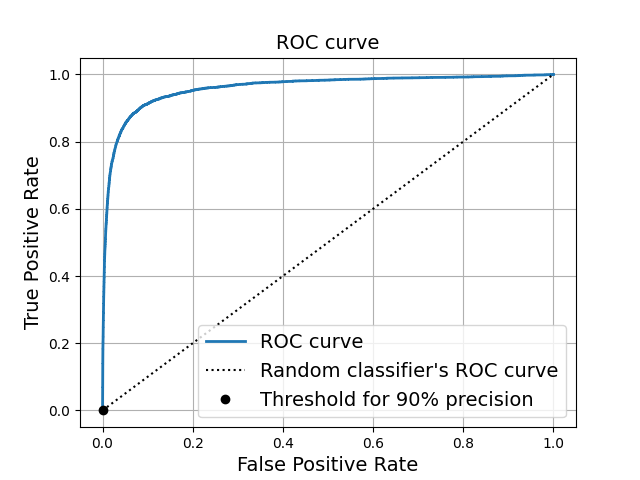 ROC curve
True Positive Rate
1.0
0.8
0.6
0.4
0.2
0.0
ROC curve
Random classifier's ROC curve
Threshold for 90% precision
0.0 0.2 0.4 0.6 0.8 1.0
False Positive Rate